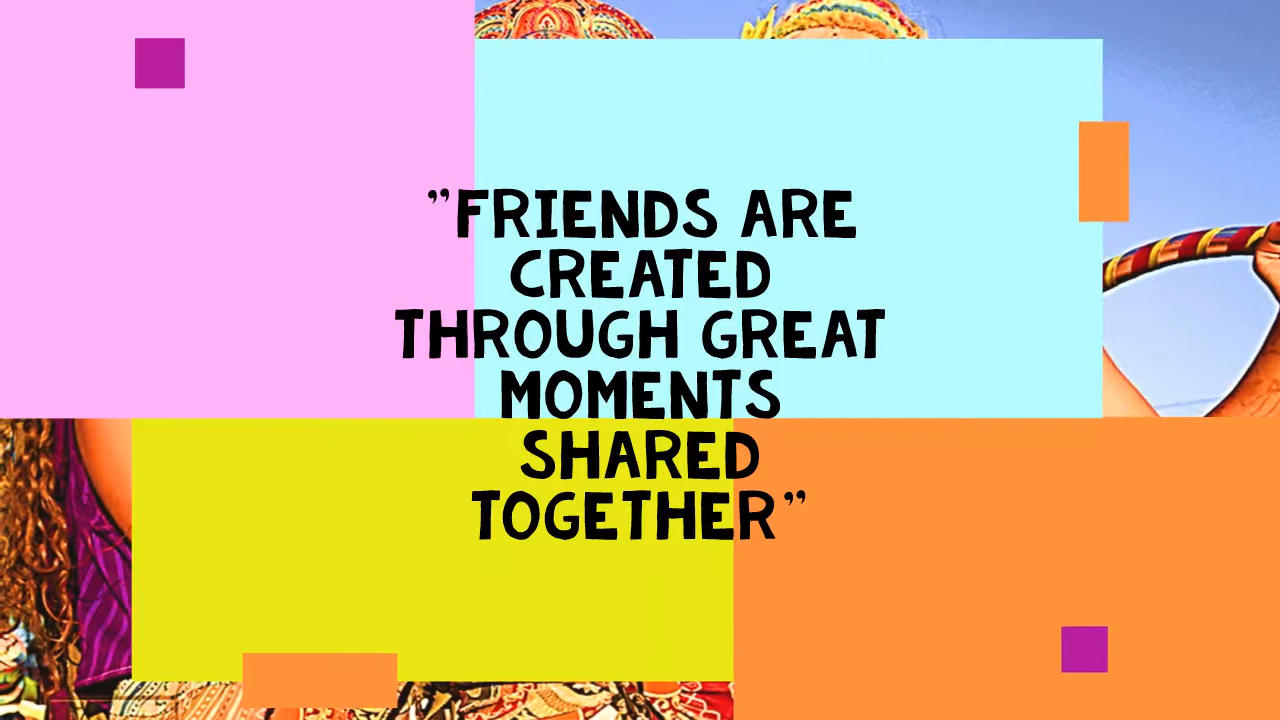 ”FRIENDS ARE
CREATED
THROUGH GREAT
MOMENTS
SHARED
TOGETHER”